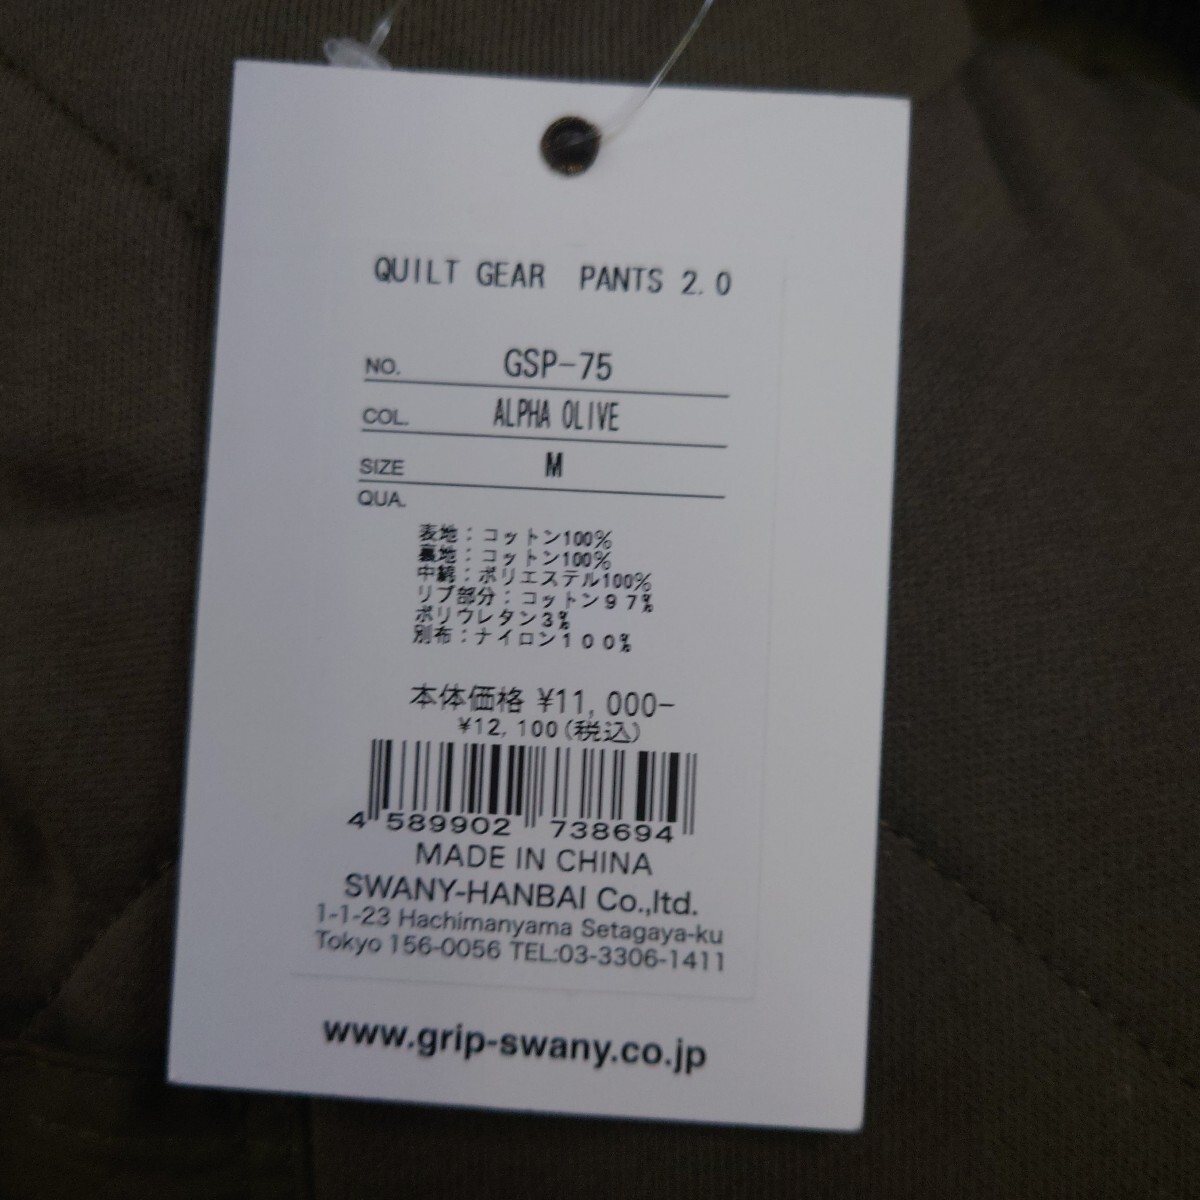 QUILT GEAR PANTS 2.0
NO. GSP-75
COL. ALPHA OLIVE
SIZE M
QUA.
表地：コットン100％
裏地：コットン100％
中綿：ポリエステル100％
リブ部分：コットン９７％
ポリウレタン3％
別布：ナイロン１００％
本体価格 ¥11,000-
¥12,100(税込)
4 589902 738694
MADE IN CHINA
SWANY-HANBAI Co.,ltd.
1-1-23 Hachimanyama Setagaya-ku
Tokyo 156-0056 TEL:03-3306-1411
www.grip-swany.co.jp